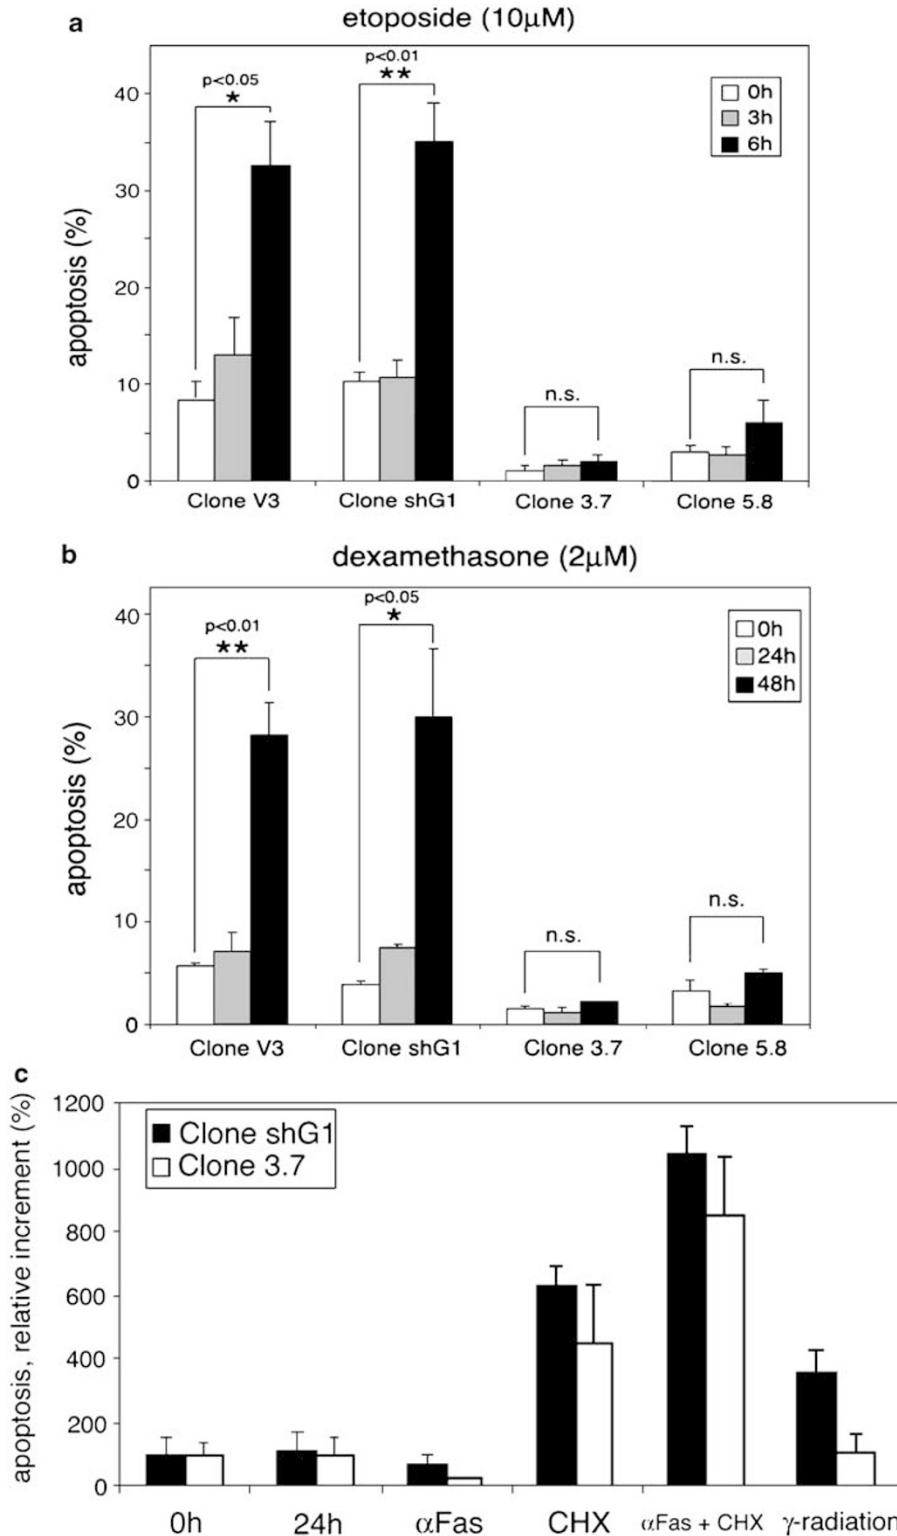 a
etoposide (10μM)
p<0.05
*
p<0.01
**
0h
3h
6h
40
30
20
10
0
apoptosis (%)
n.s.
n.s.
Clone V3
Clone shG1
Clone 3.7
Clone 5.8
b
dexamethasone (2μM)
p<0.01
**
p<0.05
*
0h
24h
48h
40
30
20
10
0
apoptosis (%)
n.s.
n.s.
Clone V3
Clone shG1
Clone 3.7
Clone 5.8
c
apoptosis, relative increment (%)
1200
1000
800
600
400
200
0
Clone shG1
Clone 3.7
0h
24h
αFas
CHX
αFas + CHX
γ-radiation